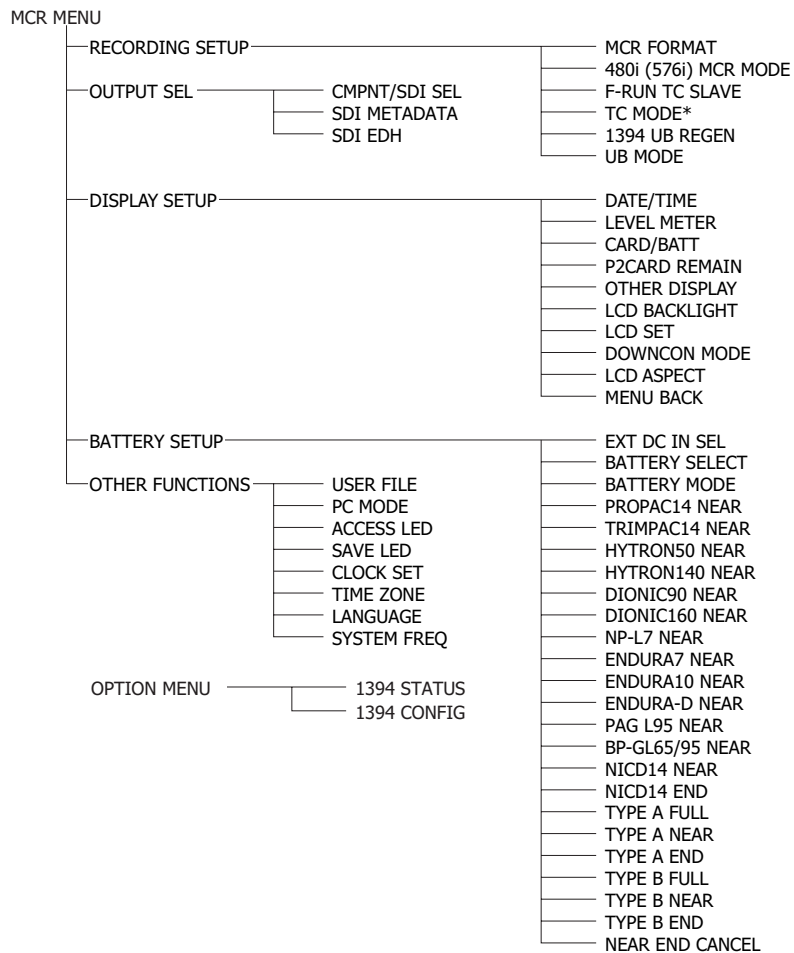 MCR MENU
RECORDING SETUP
MCR FORMAT
480i (576i) MCR MODE
F-RUN TC SLAVE
TC MODE*
1394 UB REGEN
UB MODE
OUTPUT SEL
CMPNT/SDI SEL
SDI METADATA
SDI EDH
DISPLAY SETUP
DATE/TIME
LEVEL METER
CARD/BATT
P2CARD REMAIN
OTHER DISPLAY
LCD BACKLIGHT
LCD SET
DOWNCON MODE
LCD ASPECT
MENU BACK
BATTERY SETUP
EXT DC IN SEL
BATTERY SELECT
BATTERY MODE
PROPAC14 NEAR
TRIMPAC14 NEAR
HYTRON50 NEAR
HYTRON140 NEAR
DIONIC90 NEAR
DIONIC160 NEAR
NP-L7 NEAR
ENDURA7 NEAR
ENDURA10 NEAR
ENDURA-D NEAR
PAG L95 NEAR
BP-GL65/95 NEAR
NICD14 NEAR
NICD14 END
TYPE A FULL
TYPE A NEAR
TYPE A END
TYPE B FULL
TYPE B NEAR
TYPE B END
NEAR END CANCEL
OTHER FUNCTIONS
USER FILE
PC MODE
ACCESS LED
SAVE LED
CLOCK SET
TIME ZONE
LANGUAGE
SYSTEM FREQ
OPTION MENU
1394 STATUS
1394 CONFIG